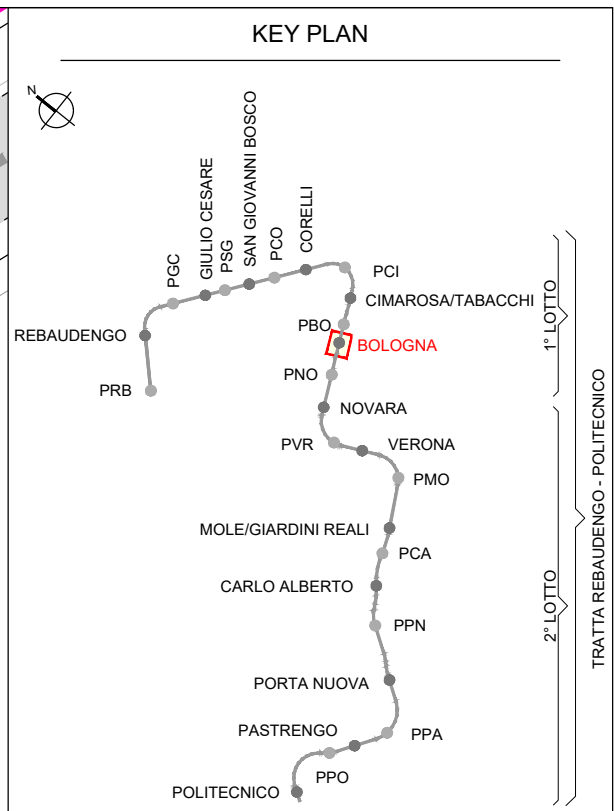 KEY PLAN
N
PGC
GIULIO CESARE
PSG
SAN GIOVANNI BOSCO
PCO
CORELLI
PCI
CIMAROSA/TABACCHI
REBAUDENGO
PBO
BOLOGNA
PRB
PNO
NOVARA
PVR
VERONA
PMO
MOLE/GIARDINI REALI
PCA
CARLO ALBERTO
PPN
PORTA NUOVA
PASTRENGO
PPA
PPO
POLITECNICO
1° LOTTO
2° LOTTO
TRATTA REBAUDENGO - POLITECNICO